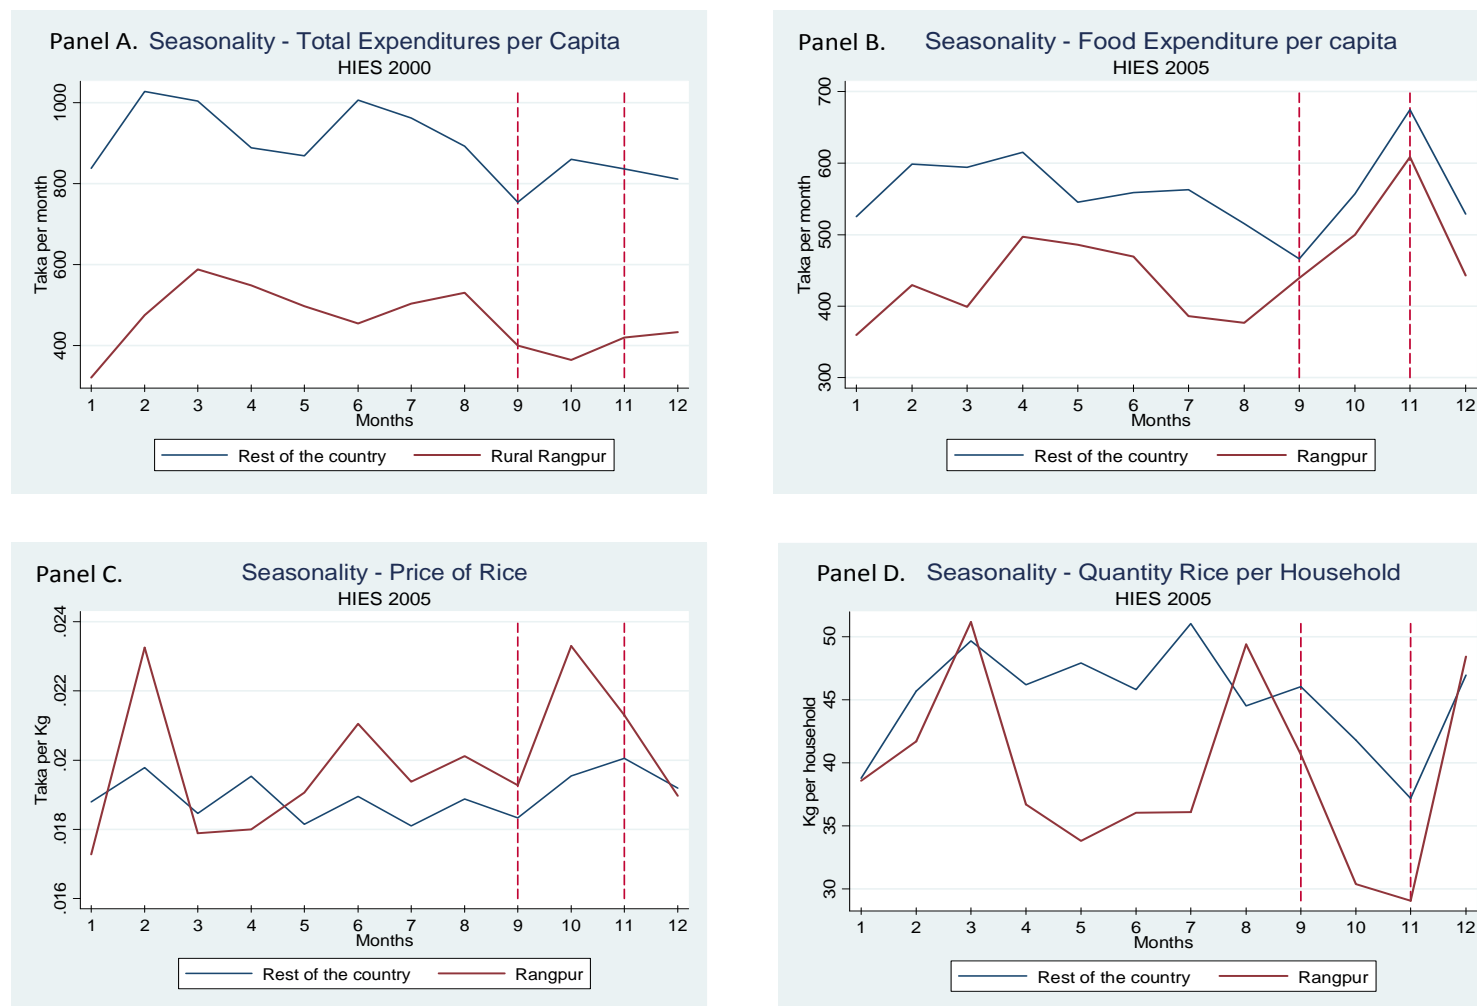 Panel A. Seasonality - Total Expenditures per Capita
HIES 2000
Taka per month
1000
800
600
400
1 2 3 4 5 6 7 8 9 10 11 12
Months
Rest of the country Rural Rangpur
Panel B. Seasonality - Food Expenditure per capita
HIES 2005
Taka per month
700
600
500
400
300
1 2 3 4 5 6 7 8 9 10 11 12
Months
Rest of the country Rangpur
Panel C. Seasonality - Price of Rice
HIES 2005
Taka per Kg
.024
.022
.02
.018
.016
1 2 3 4 5 6 7 8 9 10 11 12
Months
Rest of the country Rangpur
Panel D. Seasonality - Quantity Rice per Household
HIES 2005
Kg per household
50
45
40
35
30
1 2 3 4 5 6 7 8 9 10 11 12
Months
Rest of the country Rangpur